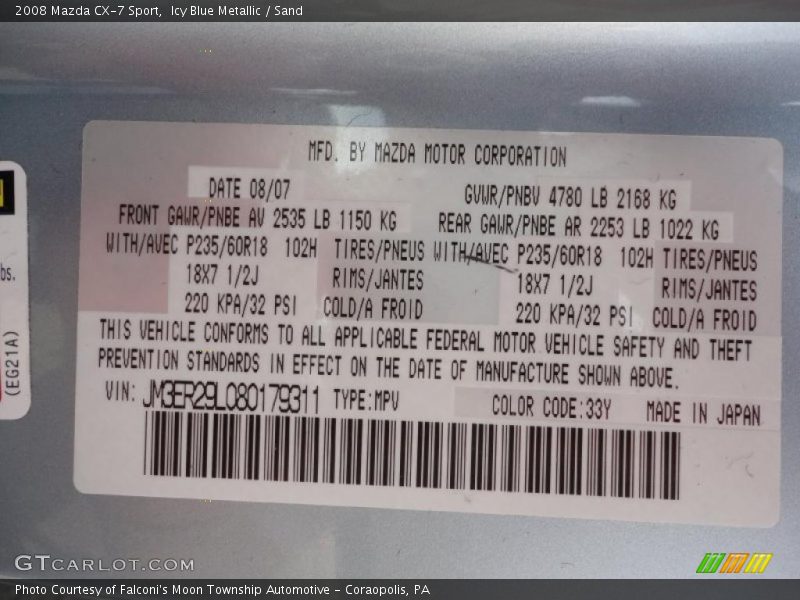 2008 Mazda CX-7 Sport, Icy Blue Metallic / Sand
MFD. BY MAZDA MOTOR CORPORATION
DATE 08/07 GVWR/PNBV 4780 LB 2168 KG
FRONT GAWR/PNBE AV 2535 LB 1150 KG REAR GAWR/PNBE AR 2253 LB 1022 KG
WITH/AVEC P235/60R18 102H TIRES/PNEUS WITH/AVEC P235/60R18 102H TIRES/PNEUS
18X7 1/2J RIMS/JANTES 18X7 1/2J RIMS/JANTES
220 KPA/32 PSI COLD/A FROID 220 KPA/32 PSI COLD/A FROID
THIS VEHICLE CONFORMS TO ALL APPLICABLE FEDERAL MOTOR VEHICLE SAFETY AND THEFT
PREVENTION STANDARDS IN EFFECT ON THE DATE OF MANUFACTURE SHOWN ABOVE.
VIN: JM3ER29L080179311 TYPE:MPV COLOR CODE:33Y MADE IN JAPAN
bs.
(EG21A)
GTCARLOT.COM
Photo Courtesy of Falconi's Moon Township Automotive - Coraopolis, PA